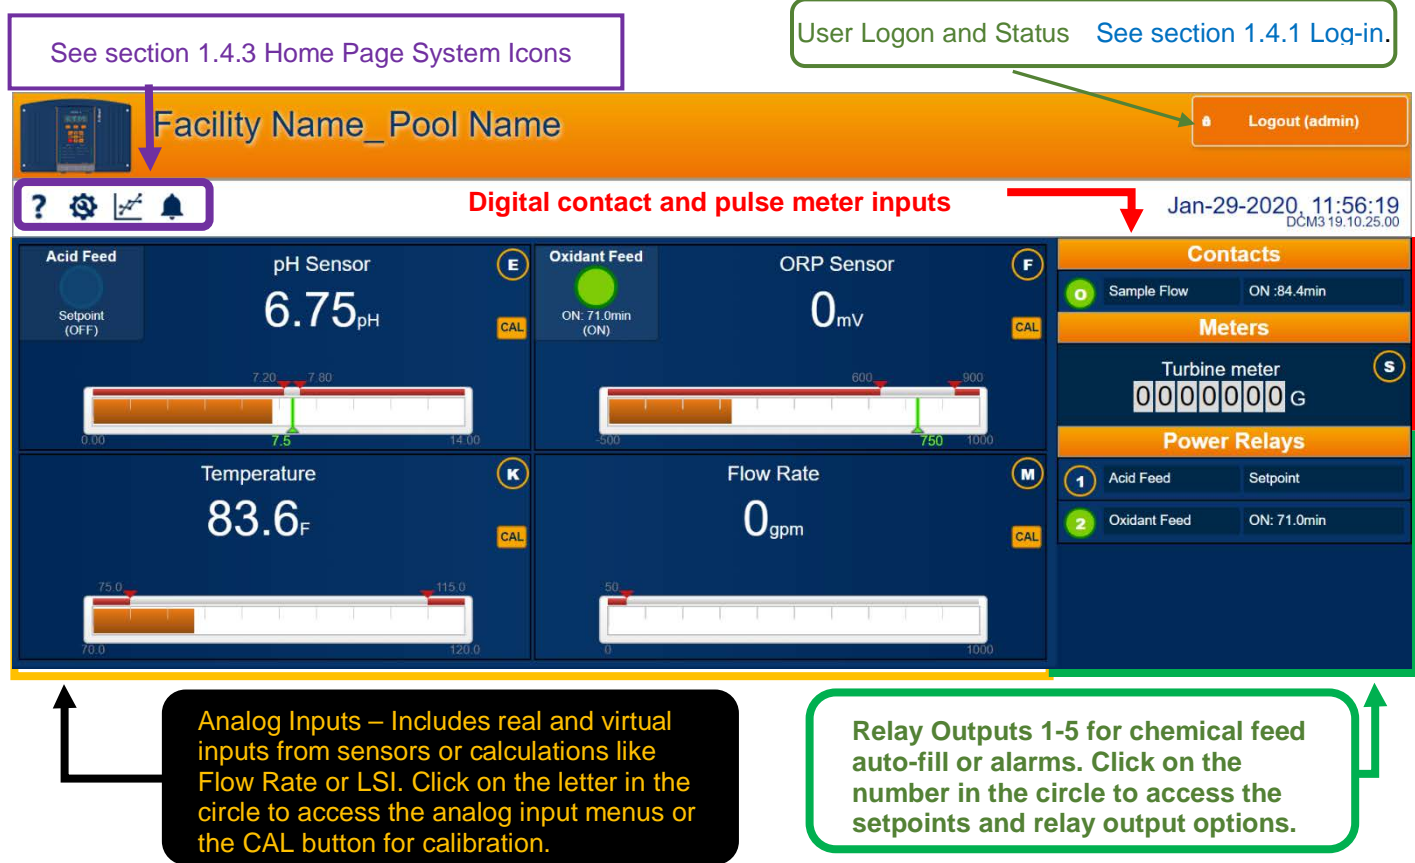 See section 1.4.3 Home Page System Icons
User Logon and Status See section 1.4.1 Log-in.
Facility Name_ Pool Name
Logout (admin)
?
Digital contact and pulse meter inputs
Jan-29-2020, 11:56:19
DCM3 19.10.25.00
Acid Feed
Setpoint
(OFF)
pH Sensor
E
6.75pH
CAL
7.20 7.80
0.00 7.5 14.00
Oxidant Feed
ON: 71.0min
(ON)
ORP Sensor
F
0mV
CAL
600 900
-500 750 1000
Contacts
O Sample Flow ON :84.4min
Meters
Turbine meter
S
0000000 G
Power Relays
1 Acid Feed Setpoint
2 Oxidant Feed ON: 71.0min
Temperature
K
83.6F
CAL
75.0 115.0
70.0 120.0
Flow Rate
M
0gpm
CAL
50
0 1000
Analog Inputs – Includes real and virtual
inputs from sensors or calculations like
Flow Rate or LSI. Click on the letter in the
circle to access the analog input menus or
the CAL button for calibration.
Relay Outputs 1-5 for chemical feed
auto-fill or alarms. Click on the
number in the circle to access the
setpoints and relay output options.